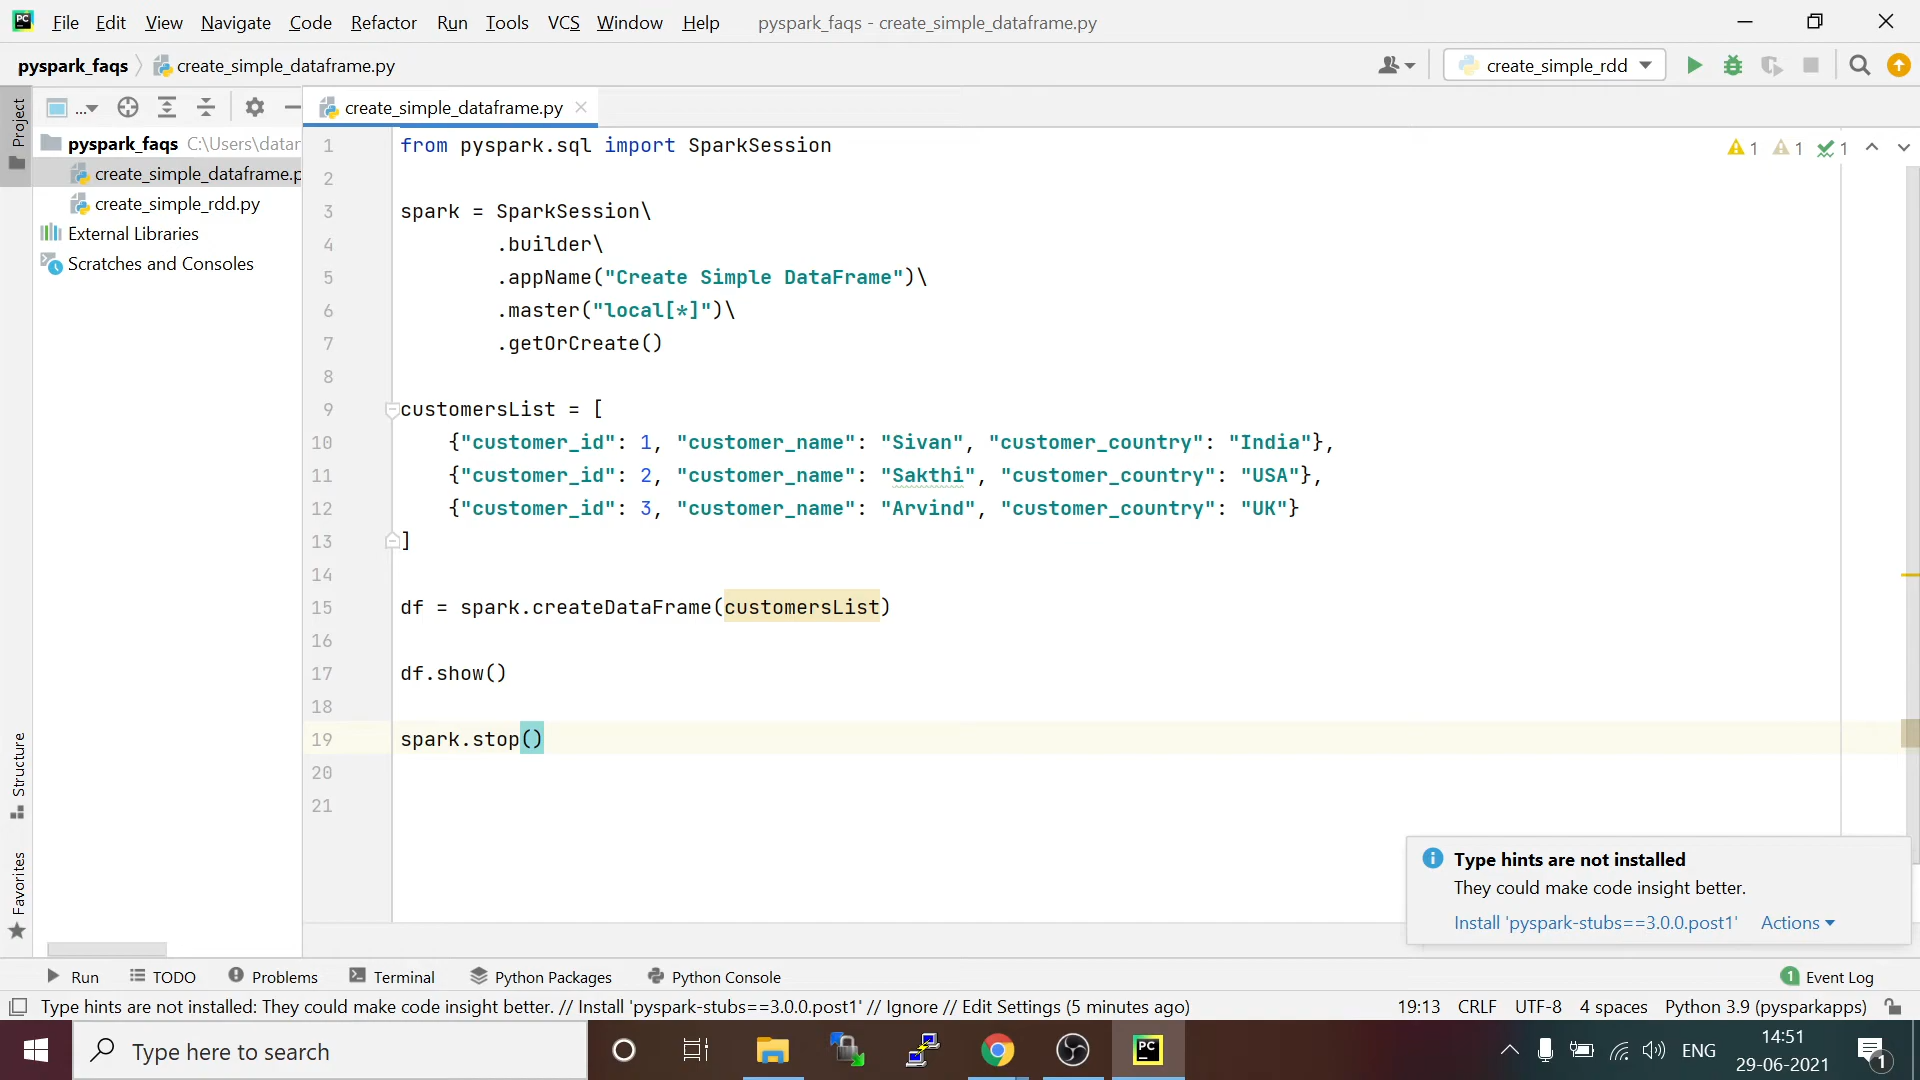 File Edit View Navigate Code Refactor Run Tools VCS Window Help pyspark_faqs - create_simple_dataframe.py
pyspark_faqs create_simple_dataframe.py create_simple_rdd
Project
... create_simple_dataframe.py
pyspark_faqs C:\Users\datar
create_simple_dataframe.p
create_simple_rdd.py
External Libraries
Scratches and Consoles
1 from pyspark.sql import SparkSession
2
3 spark = SparkSession\
4 .builder\
5 .appName("Create Simple DataFrame")\
6 .master("local[*]")\
7 .getOrCreate()
8
9 customersList = [
10 {"customer_id": 1, "customer_name": "Sivan", "customer_country": "India"},
11 {"customer_id": 2, "customer_name": "Sakthi", "customer_country": "USA"},
12 {"customer_id": 3, "customer_name": "Arvind", "customer_country": "UK"}
13 ]
14
15 df = spark.createDataFrame(customersList)
16
17 df.show()
18
19 spark.stop()
20
21
1 1 1
Structure
Favorites
Type hints are not installed
They could make code insight better.
Install 'pyspark-stubs==3.0.0.post1' Actions
Run TODO Problems Terminal Python Packages Python Console 1 Event Log
Type hints are not installed: They could make code insight better. // Install 'pyspark-stubs==3.0.0.post1' // Ignore // Edit Settings (5 minutes ago) 19:13 CRLF UTF-8 4 spaces Python 3.9 (pysparkapps)
Type here to search PC ENG 14:51
29-06-2021 1